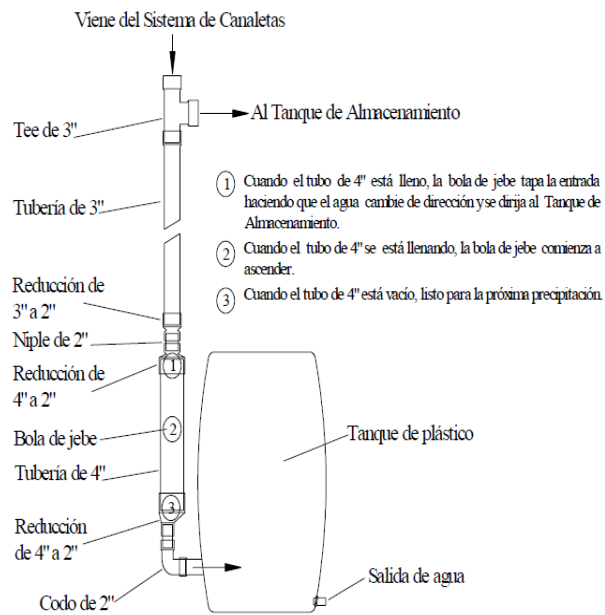 Viene del Sistema de Canaletas
Al Tanque de Almacenamiento
Tee de 3"
1 Cuando el tubo de 4" está lleno, la bola de jebe tapa la entrada
haciendo que el agua cambie de dirección y se dirija al Tanque de
Almacenamiento.
Tubería de 3"
2 Cuando el tubo de 4" se está llenando, la bola de jebe comienza a
ascender.
3 Cuando el tubo de 4" está vacío, listo para la próxima precipitación.
Reducción de
3" a 2"
Niple de 2"
Reducción de
4" a 2"
1
Bola de jebe
2
Tanque de plástico
Tubería de 4"
3
Reducción
de 4" a 2"
Salida de agua
Codo de 2"